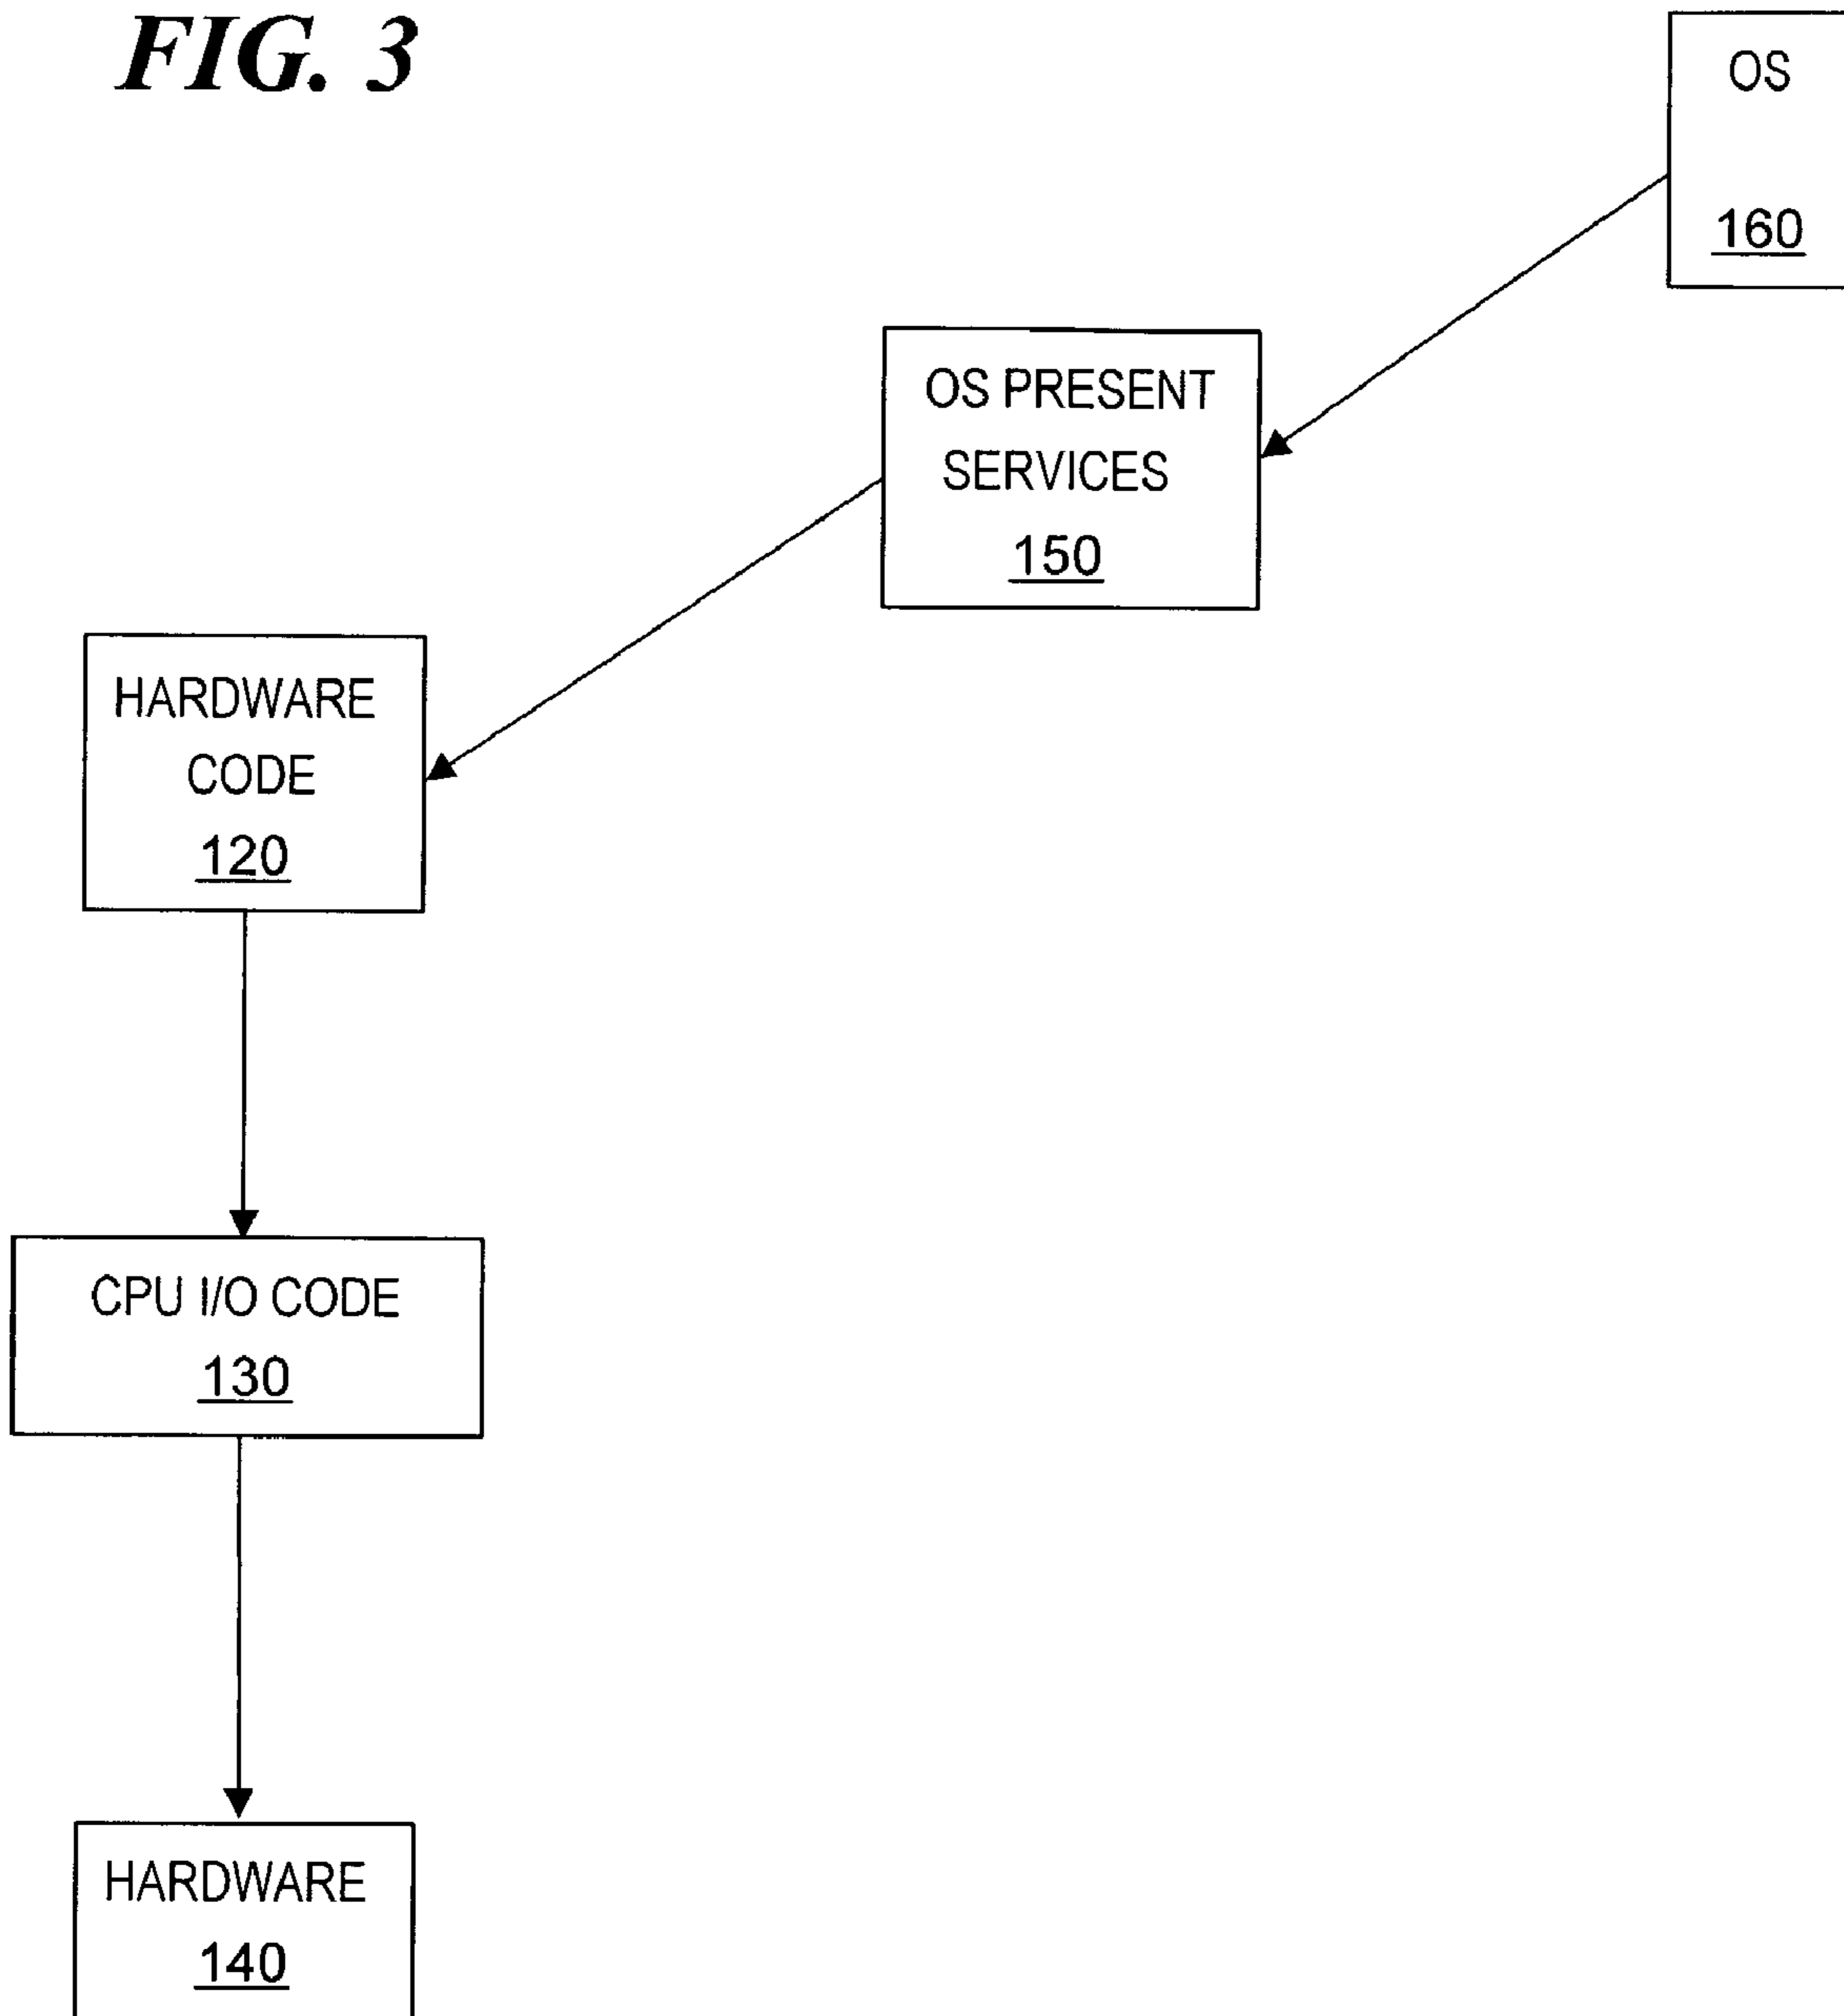 FIG. 3
OS
160
OS PRESENT
SERVICES
150
HARDWARE
CODE
120
CPU I/O CODE
130
HARDWARE
140